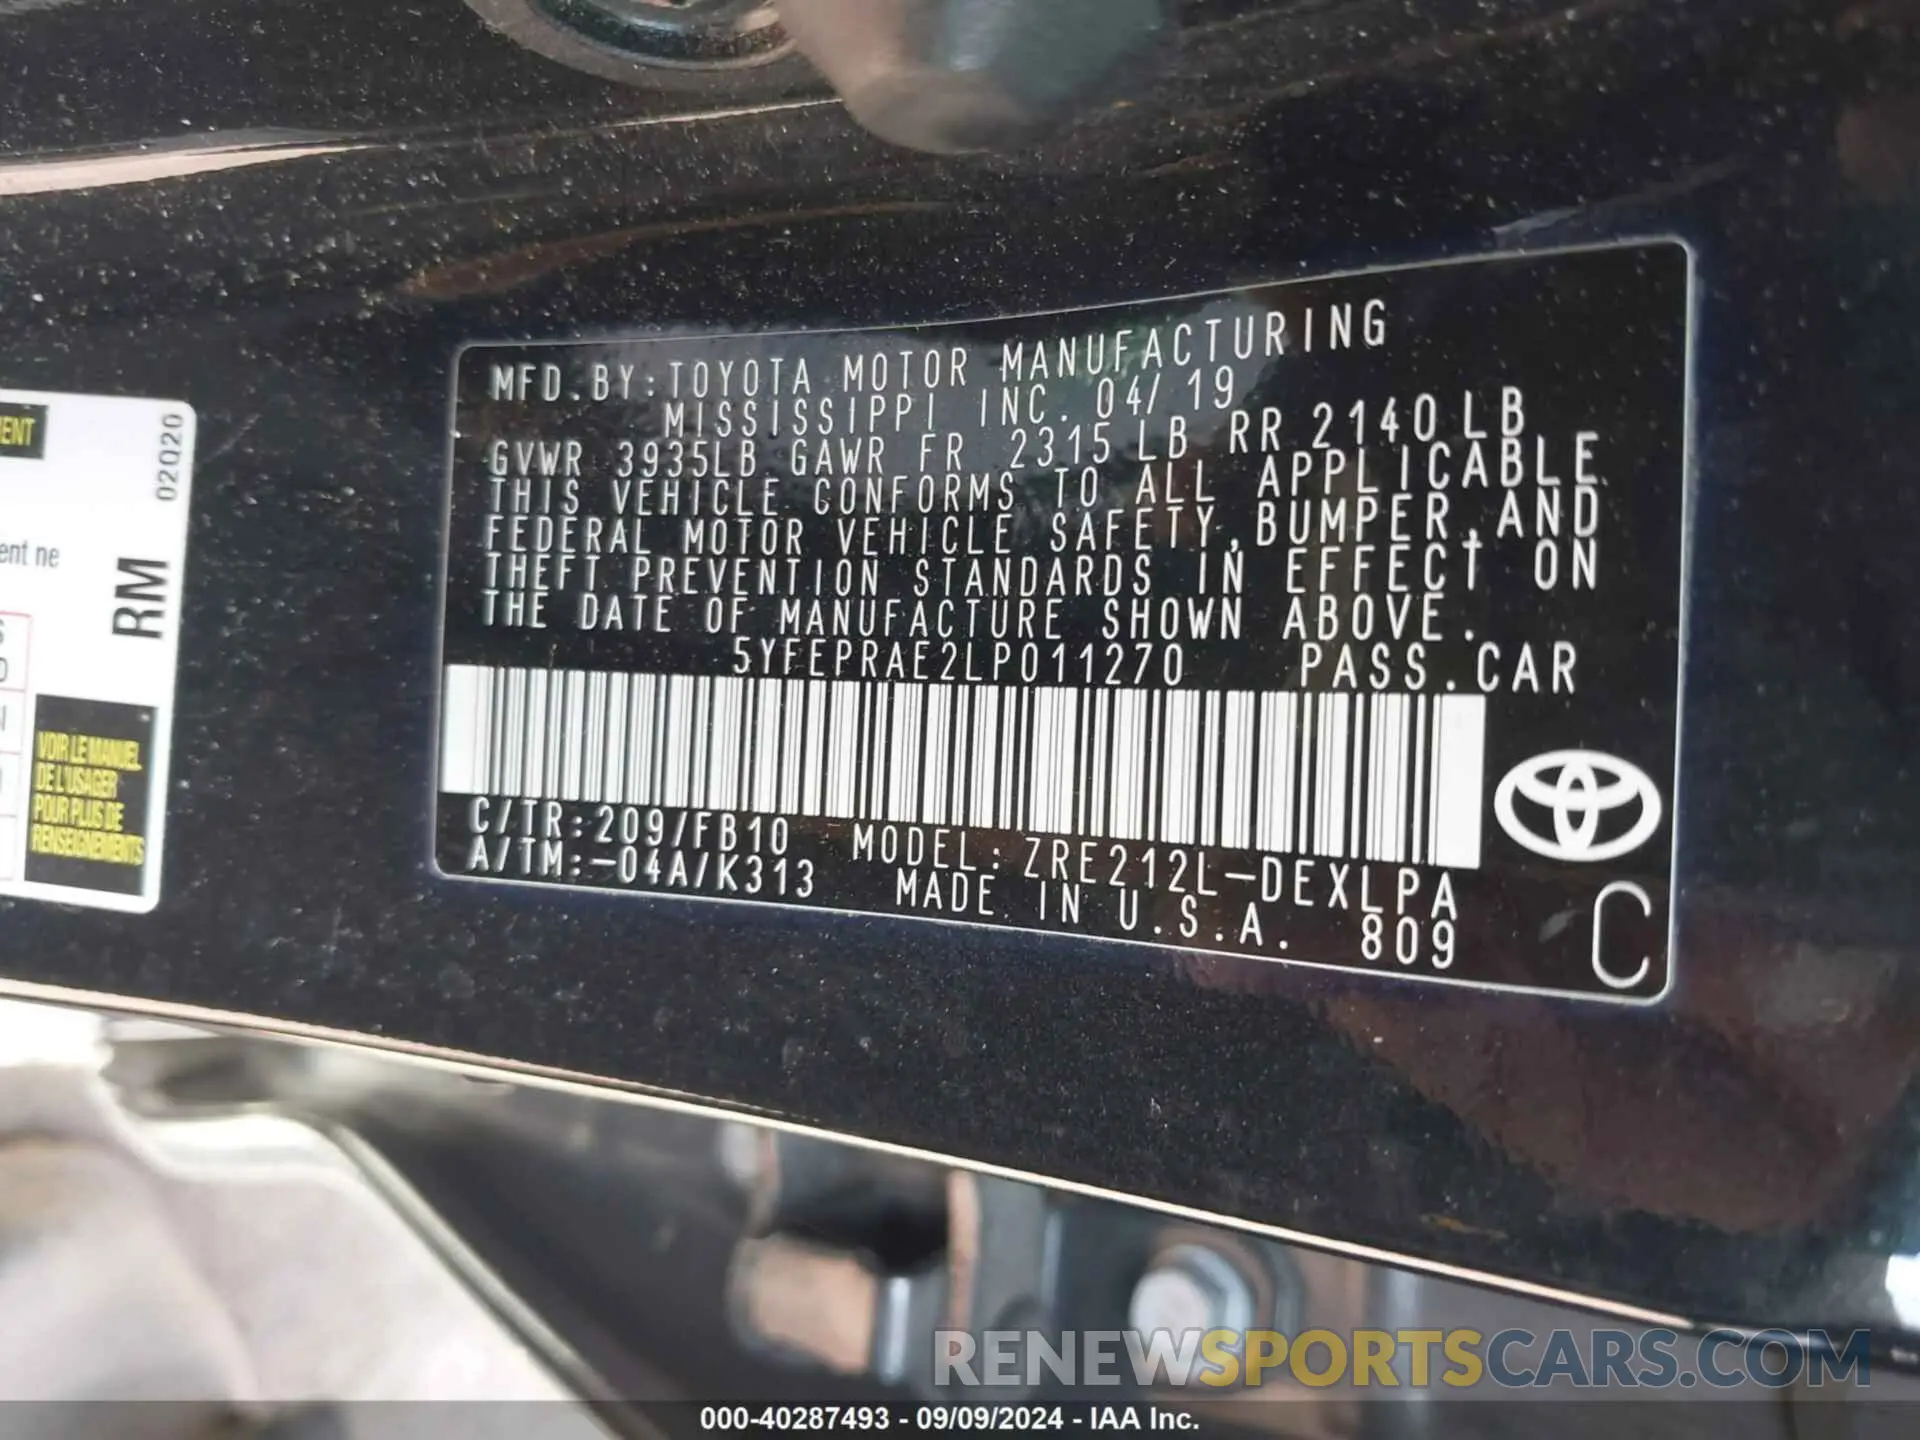 MFD.BY:TOYOTA MOTOR MANUFACTURING
MISSISSIPPI INC. 04/19
GVWR 3935LB GAWR FR 2315LB RR 2140LB
THIS VEHICLE CONFORMS TO ALL APPLICABLE
FEDERAL MOTOR VEHICLE SAFETY,BUMPER,AND
THEFT PREVENTION STANDARDS IN EFFECT ON
THE DATE OF MANUFACTURE SHOWN ABOVE.
5YFEPRAE2LP011270 PASS.CAR
C/TR:209/FB10 MODEL:ZRE212L-DEXLPA
A/TM:-04A/K313 MADE IN U.S.A. 809
C
02020
RM
ent ne
VOIR LE MANUEL
DE L'USAGER
POUR PLUS DE
RENSEIGNEMENTS
RENEWSPORTSCARS.COM
000-40287493 - 09/09/2024 - IAA Inc.